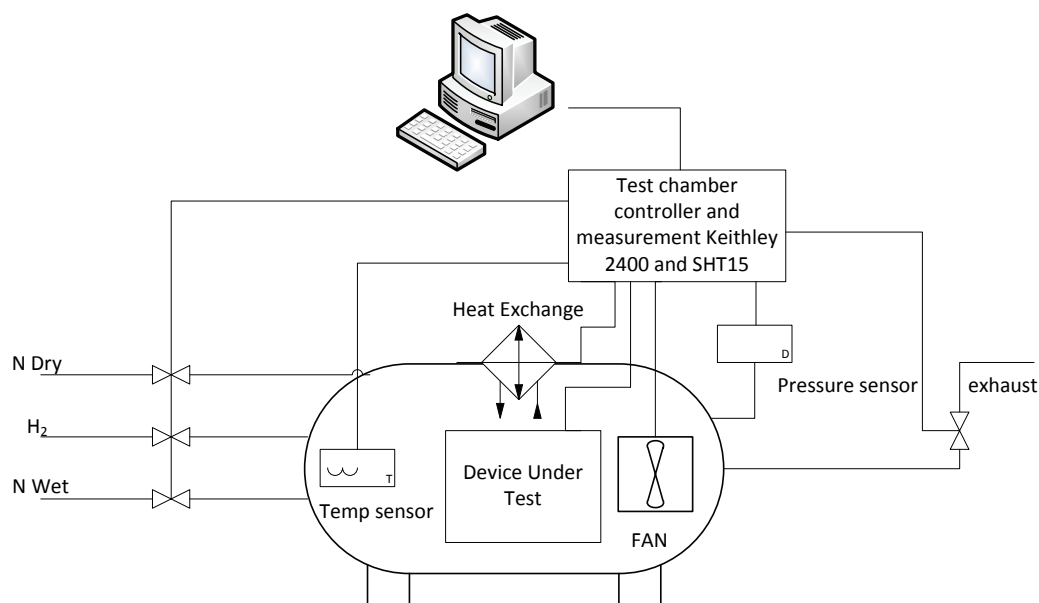 Test chamber
controller and
measurement Keithley
2400 and SHT15
Heat Exchange
N Dry
D
Pressure sensor
exhaust
H₂
N Wet
T
Temp sensor
Device Under
Test
FAN